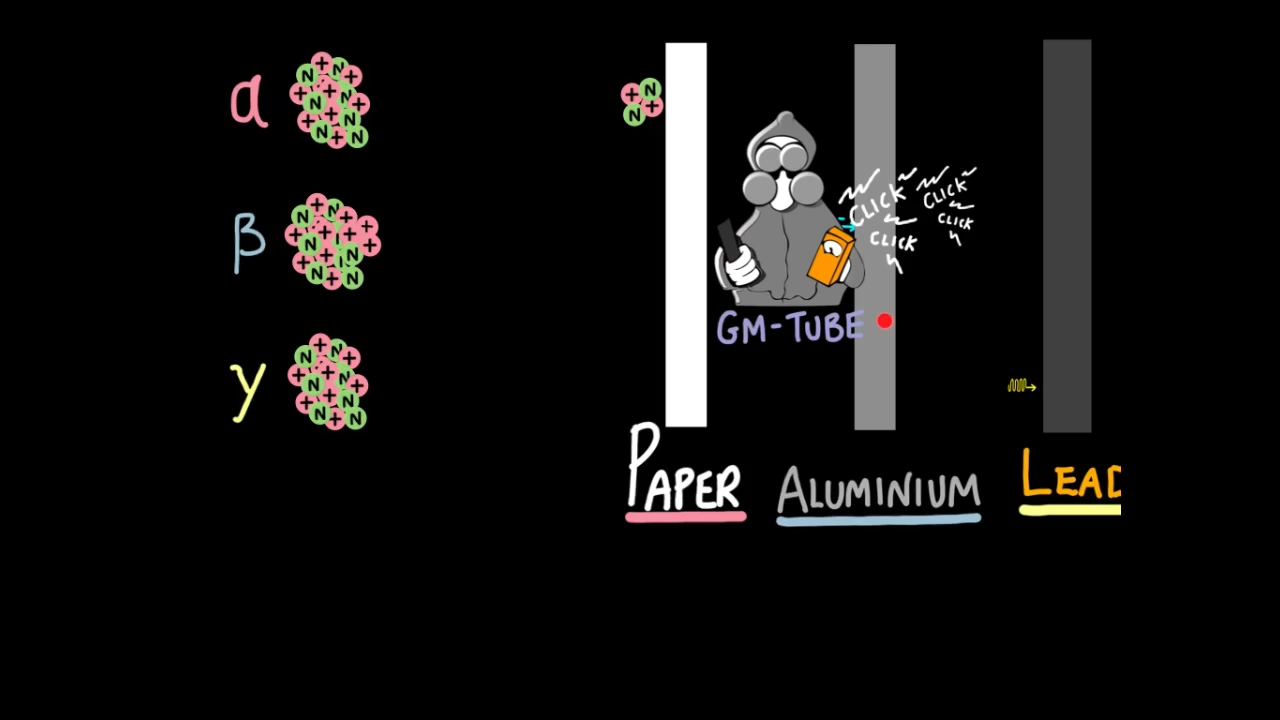 α
β
γ
CLICK
CLICK
CLICK
CLICK
GM-TUBE
PAPER
ALUMINIUM
LEAD